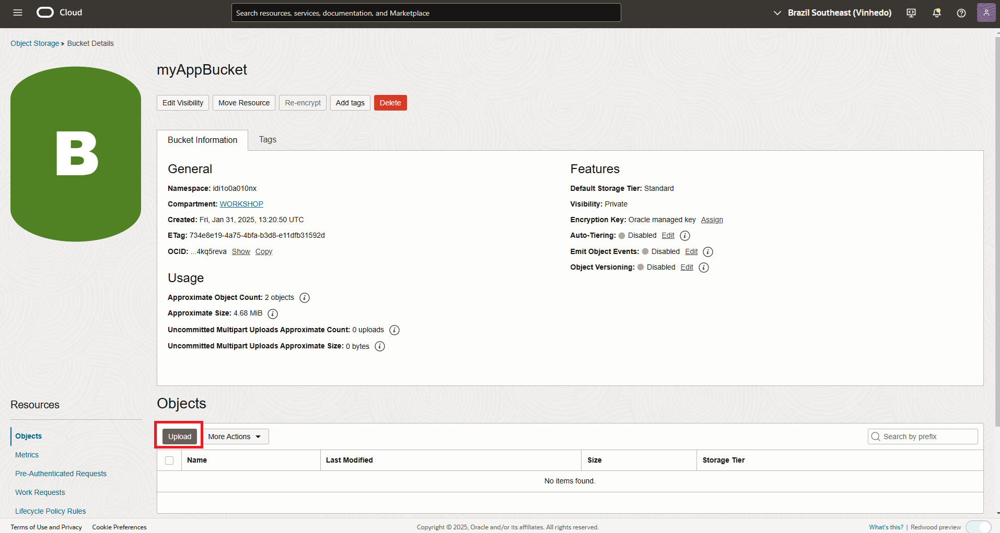 Cloud
Search resources, services, documentation, and Marketplace
Brazil Southeast (Vinhedo)
Object Storage » Bucket Details
B
myAppBucket
Edit Visibility Move Resource Re-encrypt Add tags Delete
Bucket Information Tags
General
Namespace: idi1o0a010nx
Compartment: WORKSHOP
Created: Fri, Jan 31, 2025, 13:20:50 UTC
ETag: 734e8e19-4a75-4bfa-b3d8-e11dfb31592d
OCID: ...4kq5reva Show Copy
Usage
Approximate Object Count: 2 objects
Approximate Size: 4.68 MiB
Uncommitted Multipart Uploads Approximate Count: 0 uploads
Uncommitted Multipart Uploads Approximate Size: 0 bytes
Features
Default Storage Tier: Standard
Visibility: Private
Encryption Key: Oracle managed key Assign
Auto-Tiering: Disabled Edit
Emit Object Events: Disabled Edit
Object Versioning: Disabled Edit
Resources
Objects
Metrics
Pre-Authenticated Requests
Work Requests
Lifecycle Policy Rules
Objects
Upload More Actions Search by prefix
Name Last Modified Size Storage Tier
No items found.
Terms of Use and Privacy Cookie Preferences
Copyright © 2025, Oracle and/or its affiliates. All rights reserved.
What's this? | Redwood preview